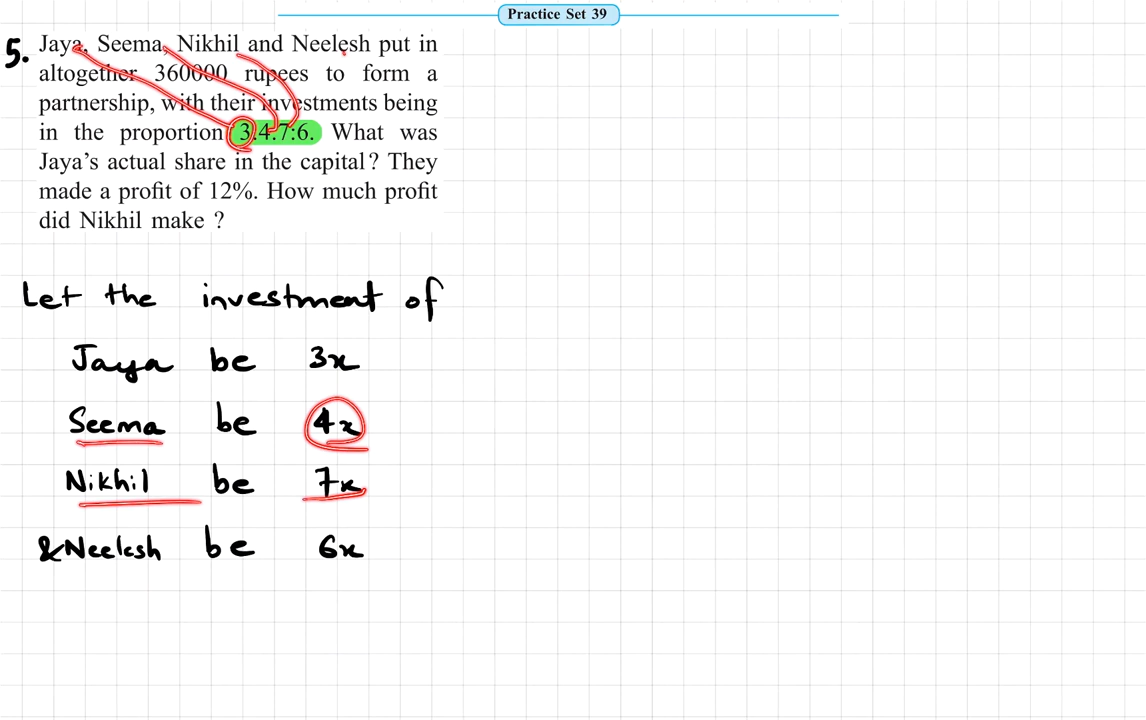 Practice Set 39
5. Jaya, Seema, Nikhil and Neelesh put in
altogether 360000 rupees to form a
partnership, with their investments being
in the proportion 3:4:7:6. What was
Jaya's actual share in the capital? They
made a profit of 12%. How much profit
did Nikhil make ?
Let the investment of
Jaya be 3x
Seema be 4x
Nikhil be 7x
& Neelesh be 6x